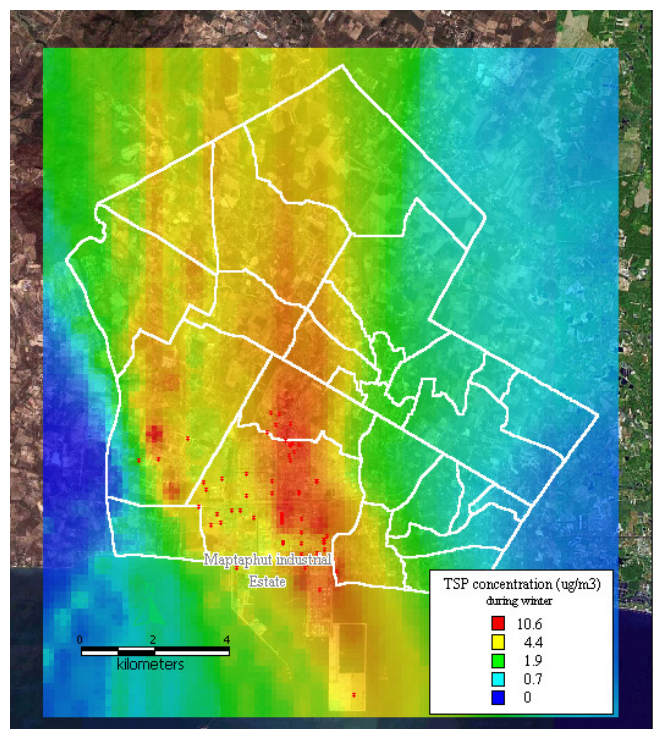 Maptaphut industrial
Estate
0 2 4
kilometers
TSP concentration (ug/m3)
during winter
10.6
4.4
1.9
0.7
0